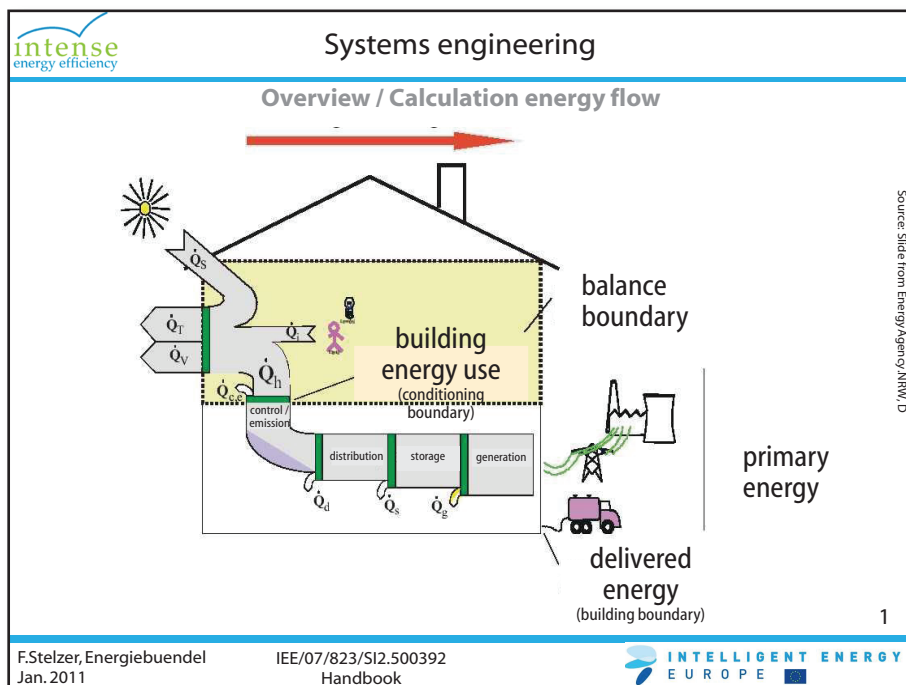 intense
energy efficiency
Systems engineering
Overview / Calculation energy flow
Source: Slide from EnergyAgency.NRW, D
Q̇S
Q̇T
Q̇V
Q̇i
Q̇h
Q̇c,e
balance
boundary
building
energy use
(conditioning
boundary)
control /
emission
distribution
storage
generation
Q̇d
Q̇s
Q̇g
primary
energy
delivered
energy
(building boundary)
1
F.Stelzer, Energiebuendel
Jan. 2011
IEE/07/823/SI2.500392
Handbook
INTELLIGENT ENERGY
EUROPE